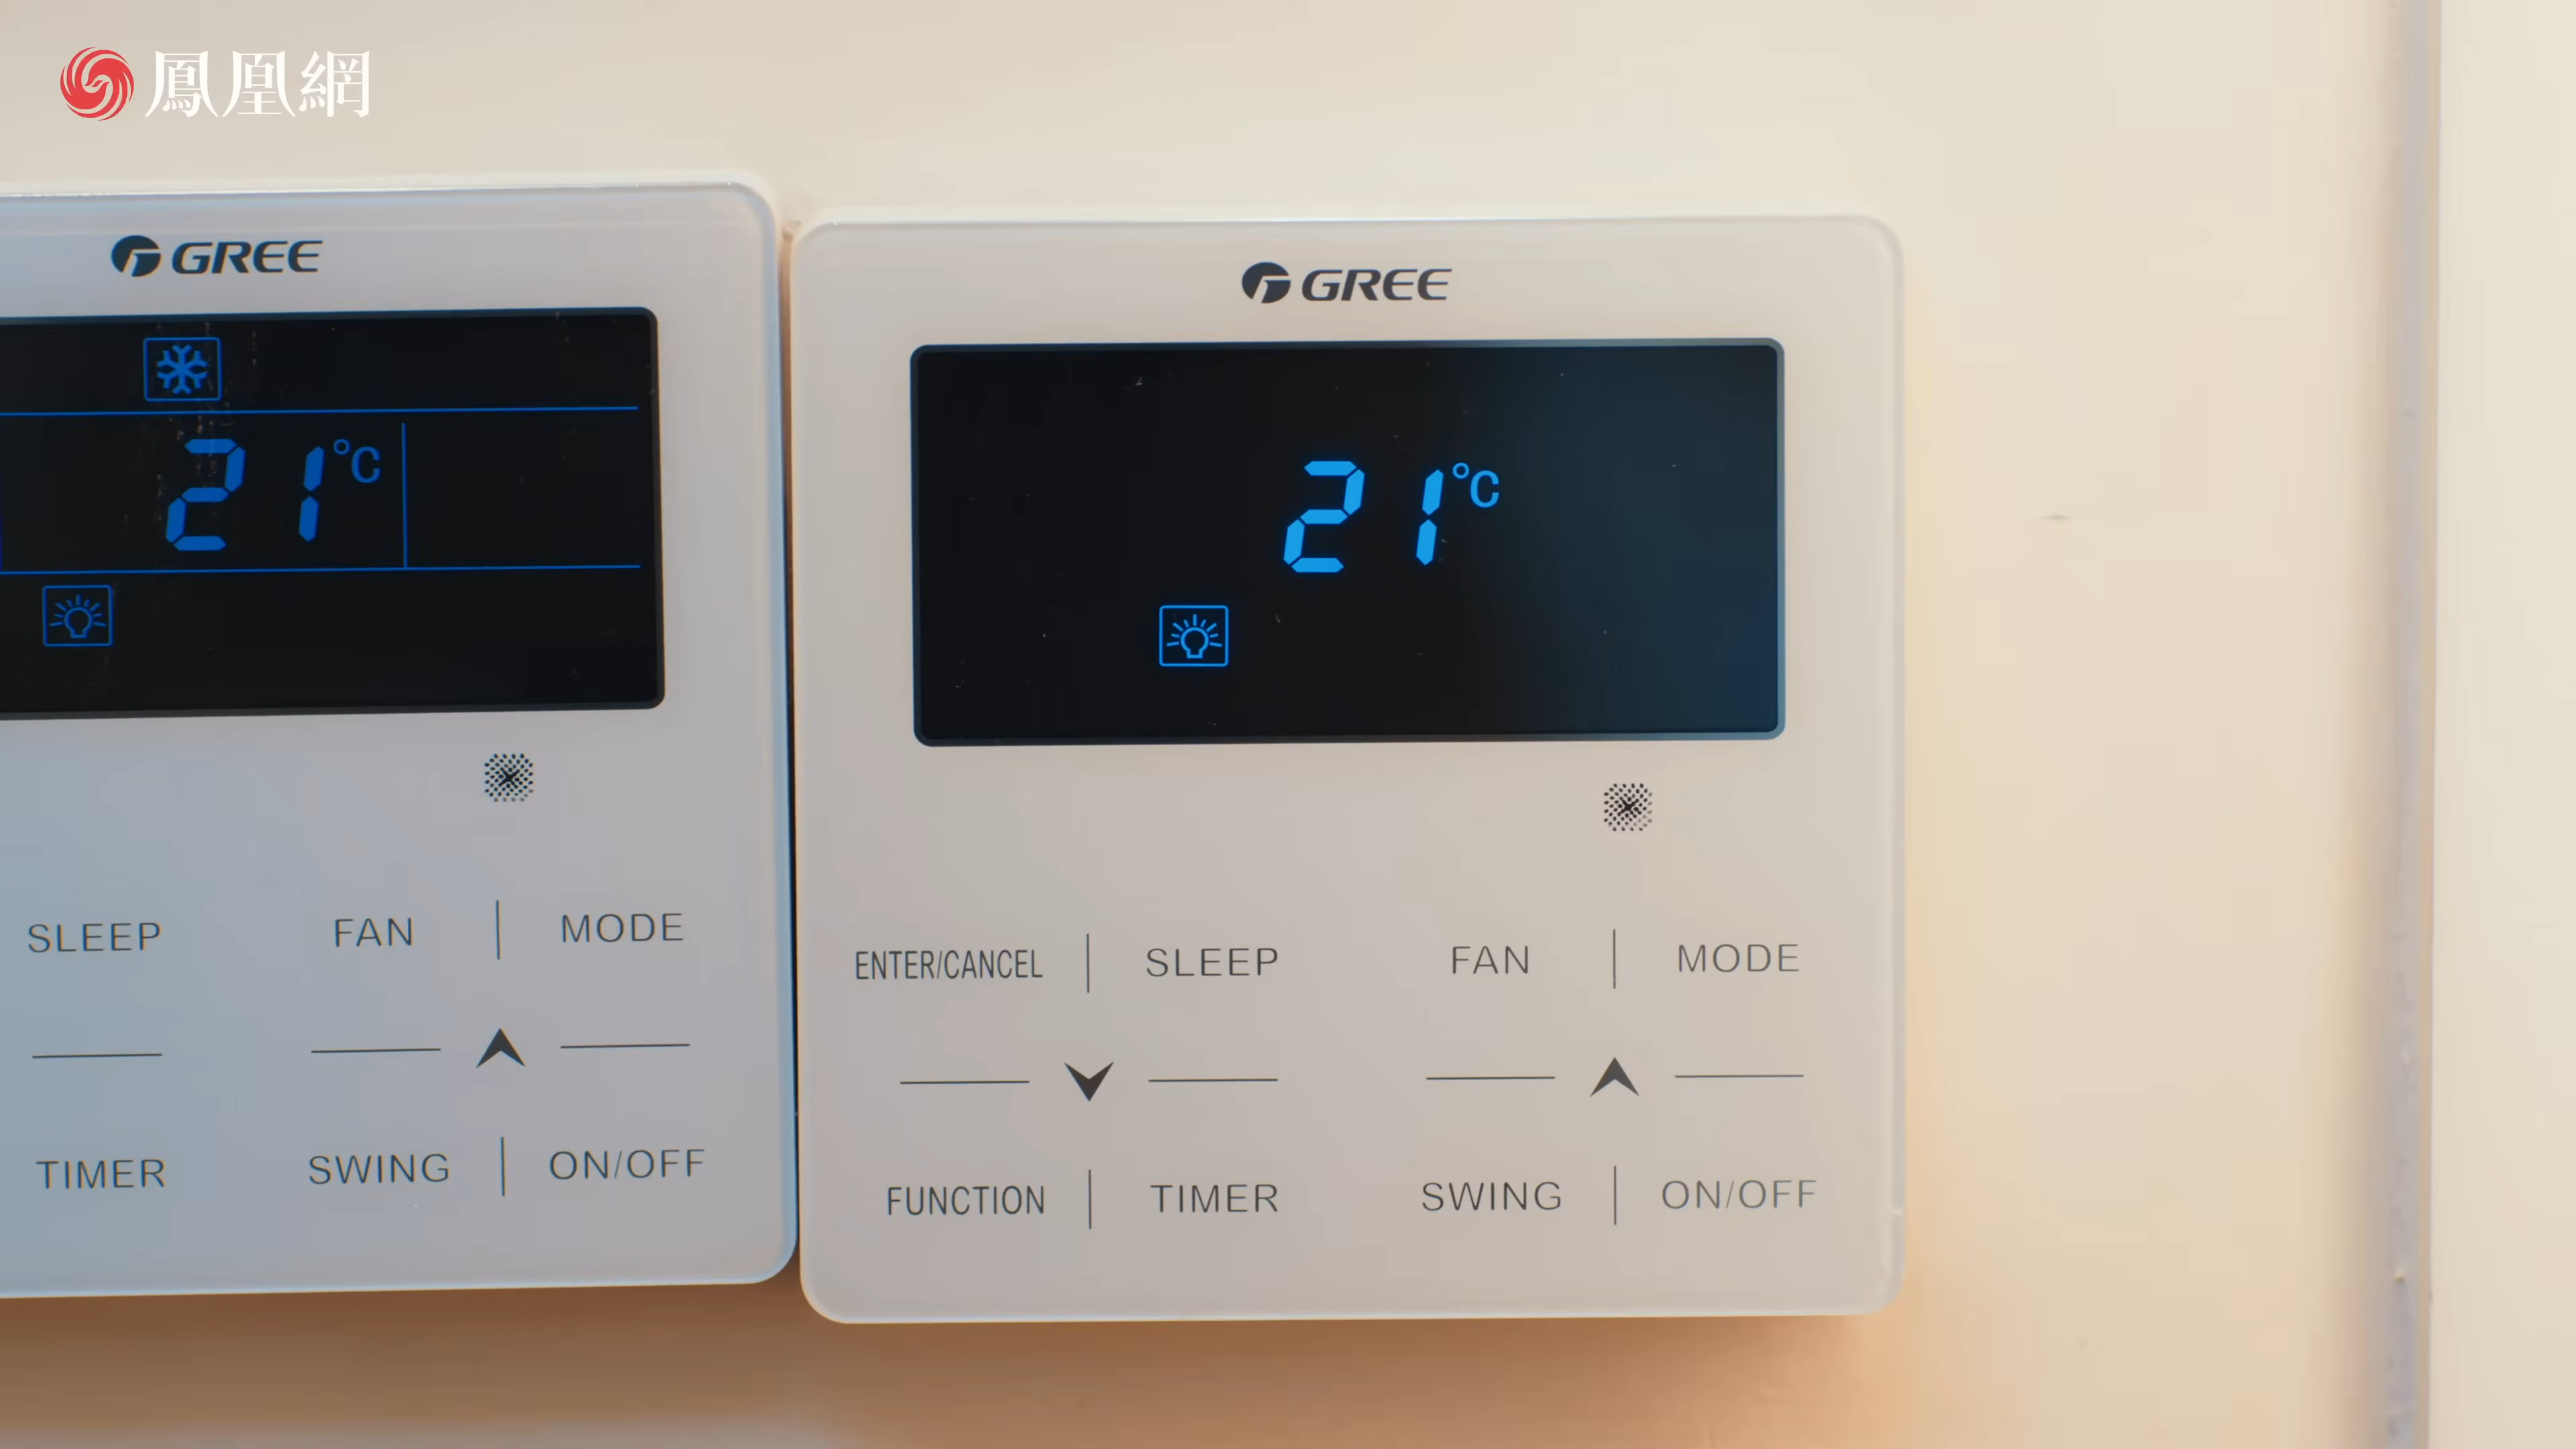 鳳凰網
GREE
21°C
SLEEP
FAN | MODE
TIMER
SWING | ON/OFF
GREE
21°C
ENTER/CANCEL | SLEEP
FAN | MODE
FUNCTION | TIMER
SWING | ON/OFF